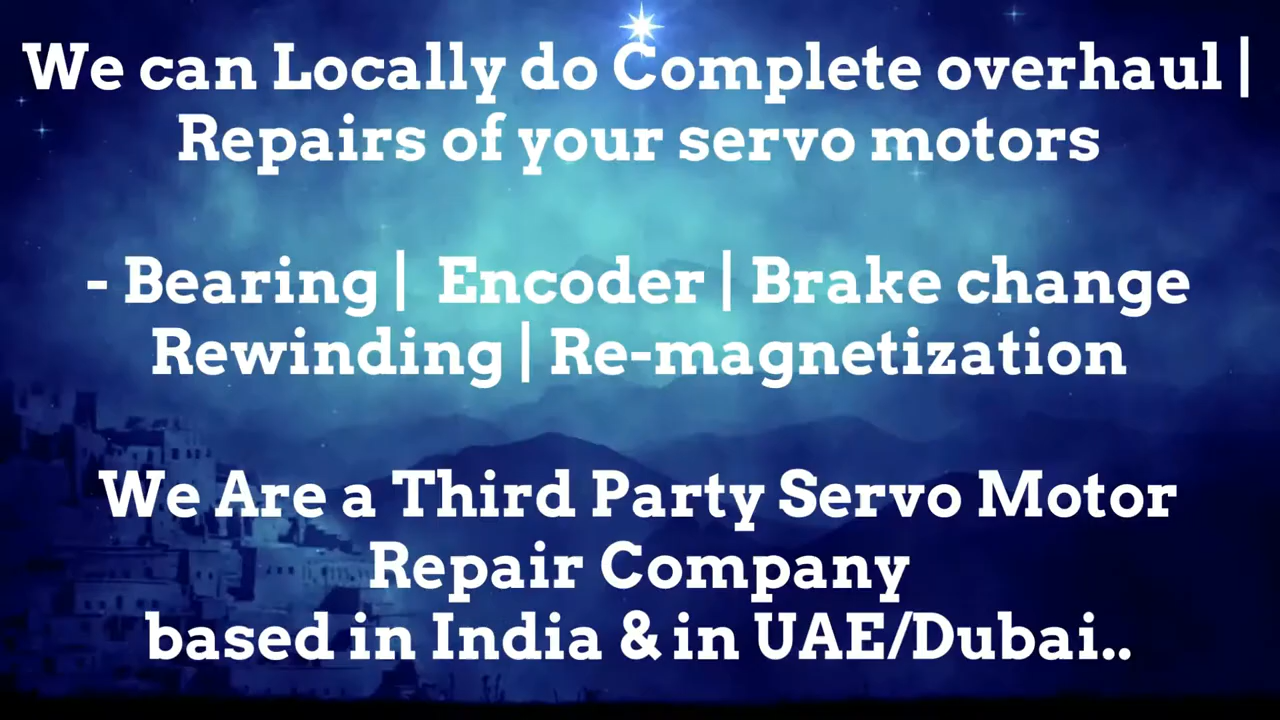 We can Locally do Complete overhaul |
Repairs of your servo motors
- Bearing | Encoder | Brake change
Rewinding | Re-magnetization
We Are a Third Party Servo Motor
Repair Company
based in India & in UAE/Dubai..